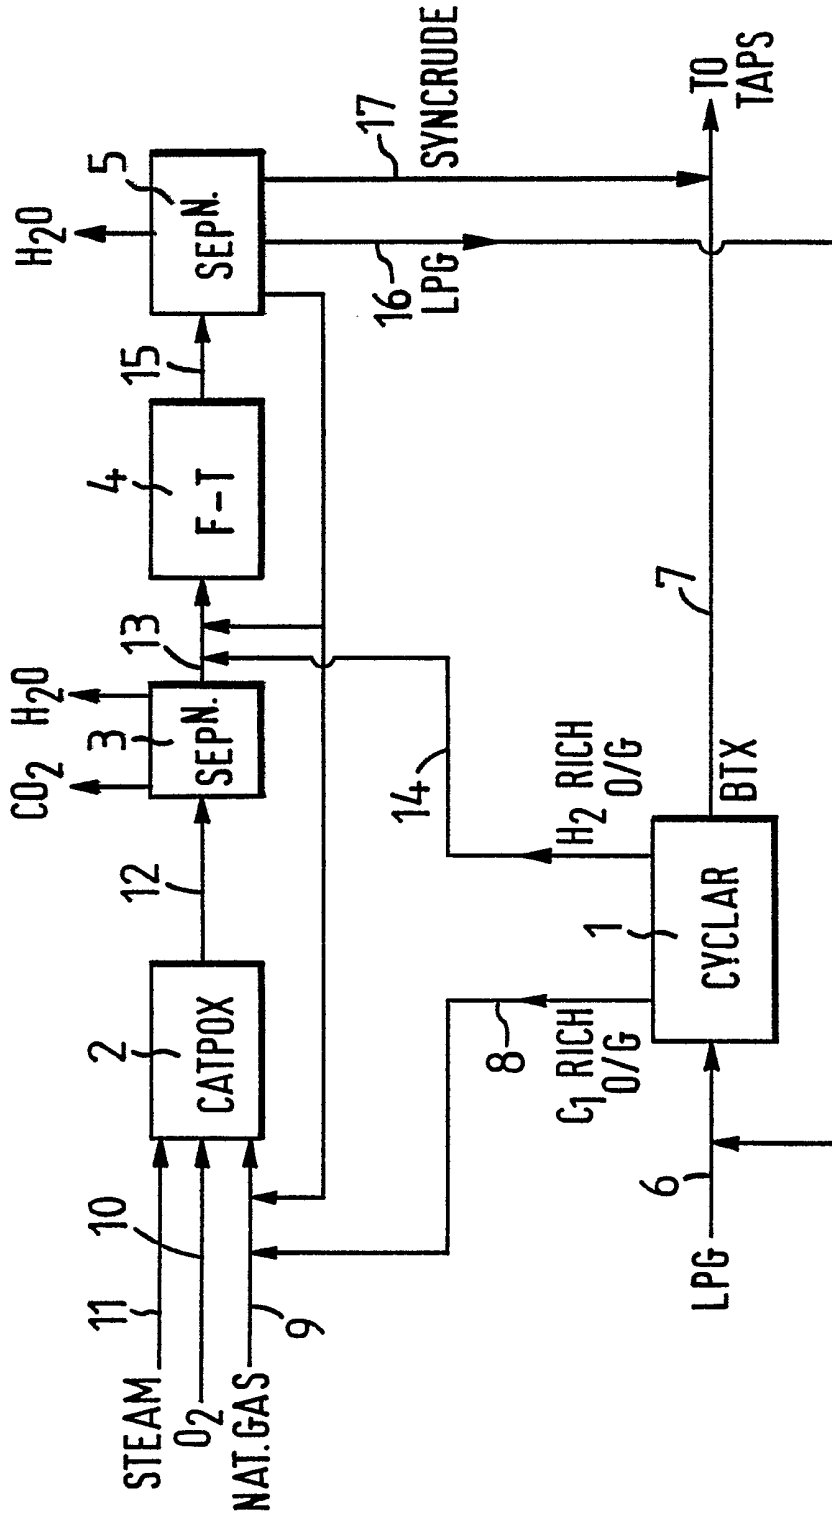 STEAM
11
O2
10
NAT.GAS
9
2
CATPOX
12
CO2
H2O
3
SEPN.
13
4
F-T
15
H2O
5
SEPN.
16
LPG
17
SYNCRUDE
8
C1 RICH
O/G
14
H2 RICH
O/G
LPG
6
1
CYCLAR
BTX
7
TO
TAPS